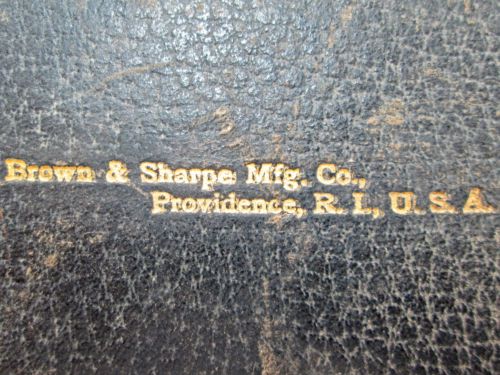 Brown & Sharpe Mfg. Co.,
Providence, R. I., U. S. A.